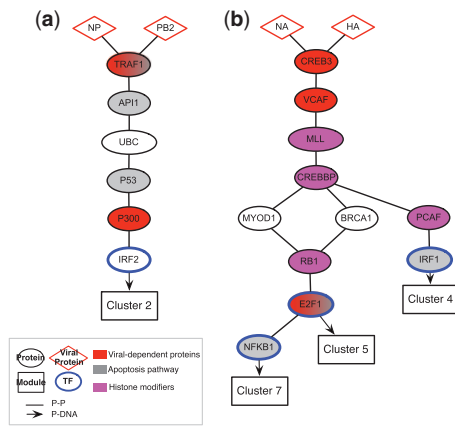 (a)
NP
PB2
TRAF1
API1
UBC
P53
P300
IRF2
Cluster 2
(b)
NA
HA
CREB3
VCAF
MLL
CREBBP
MYOD1
BRCA1
PCAF
RB1
IRF1
E2F1
Cluster 4
NFKB1
Cluster 5
Cluster 7
Protein
Viral
Protein
Module
TF
P-P
P-DNA
Viral-dependent proteins
Apoptosis pathway
Histone modifiers